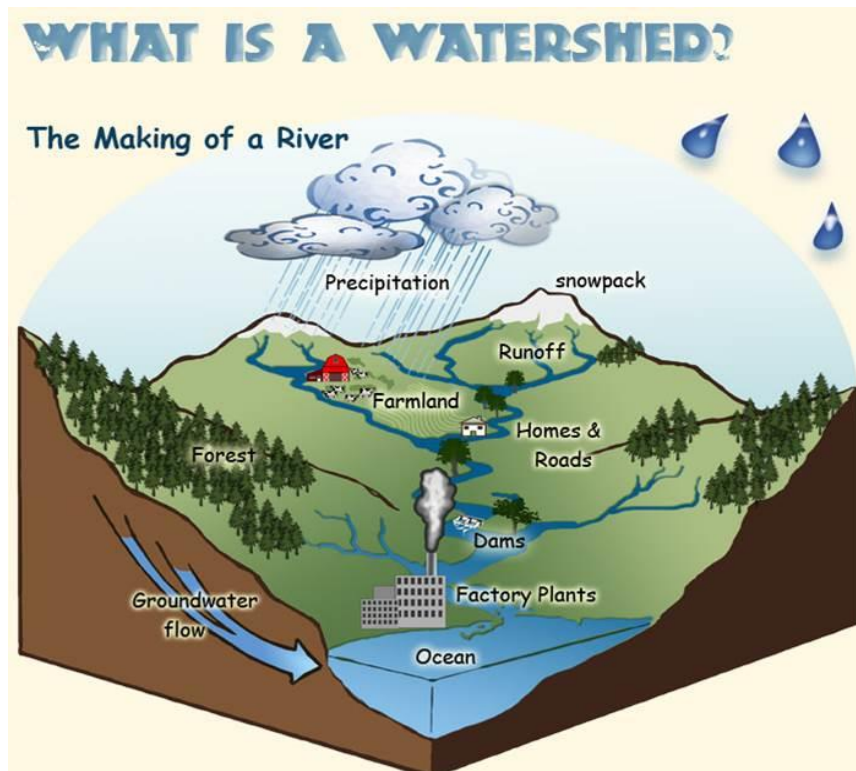 WHAT IS A WATERSHED?
The Making of a River
Precipitation
snowpack
Runoff
Farmland
Homes &
Roads
Forest
Dams
Factory Plants
Groundwater
flow
Ocean